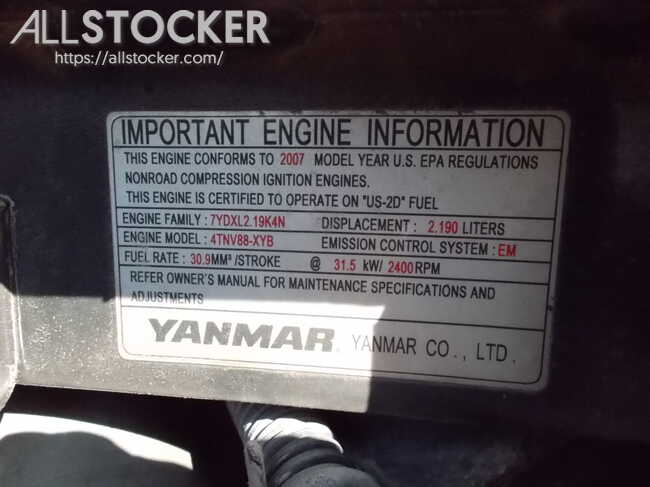 ALLSTOCKER
https://allstocker.com/
IMPORTANT ENGINE INFORMATION
THIS ENGINE CONFORMS TO 2007 MODEL YEAR U.S. EPA REGULATIONS
NONROAD COMPRESSION IGNITION ENGINES.
THIS ENGINE IS CERTIFIED TO OPERATE ON "US-2D" FUEL
ENGINE FAMILY : 7YDXL2.19K4N DISPLACEMENT : 2.190 LITERS
ENGINE MODEL : 4TNV88-XYB EMISSION CONTROL SYSTEM : EM
FUEL RATE : 30.9MM³/STROKE @ 31.5 kW/ 2400RPM
REFER OWNER'S MANUAL FOR MAINTENANCE SPECIFICATIONS AND
ADJUSTMENTS
YANMAR. YANMAR CO., LTD.